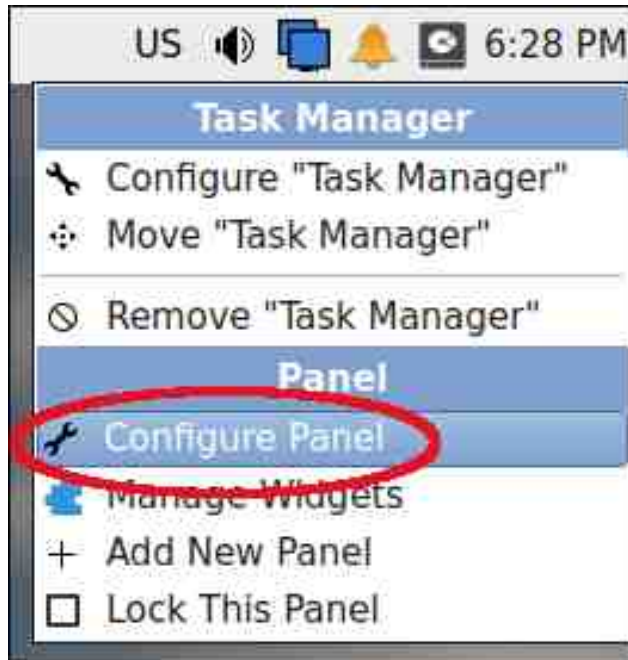 US 6:28 PM
Task Manager
Configure "Task Manager"
Move "Task Manager"
Remove "Task Manager"
Panel
Configure Panel
Manage Widgets
Add New Panel
Lock This Panel